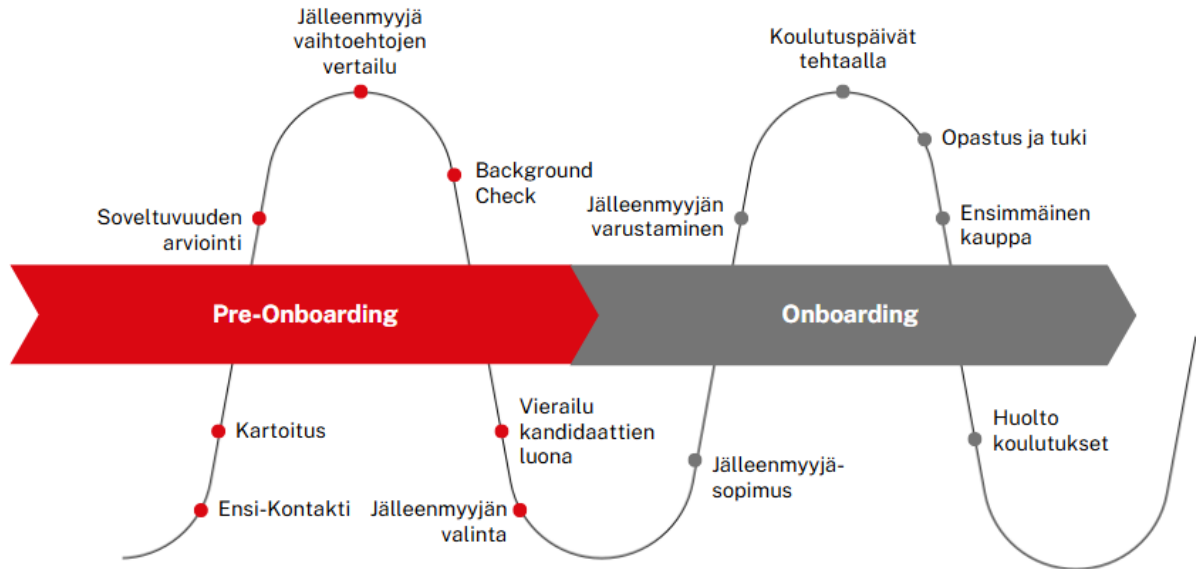 Jälleenmyyjä
vaihtoehtojen
vertailu
Koulutuspäivät
tehtaalla
Opastus ja tuki
Background
Check
Jälleenmyyjän
varustaminen
Soveltuvuuden
arviointi
Ensimmäinen
kauppa
Pre-Onboarding
Onboarding
Kartoitus
Vierailu
kandidaattien
luona
Huolto
koulutukset
Jälleenmyyjä-
sopimus
Ensi-Kontakti
Jälleenmyyjän
valinta